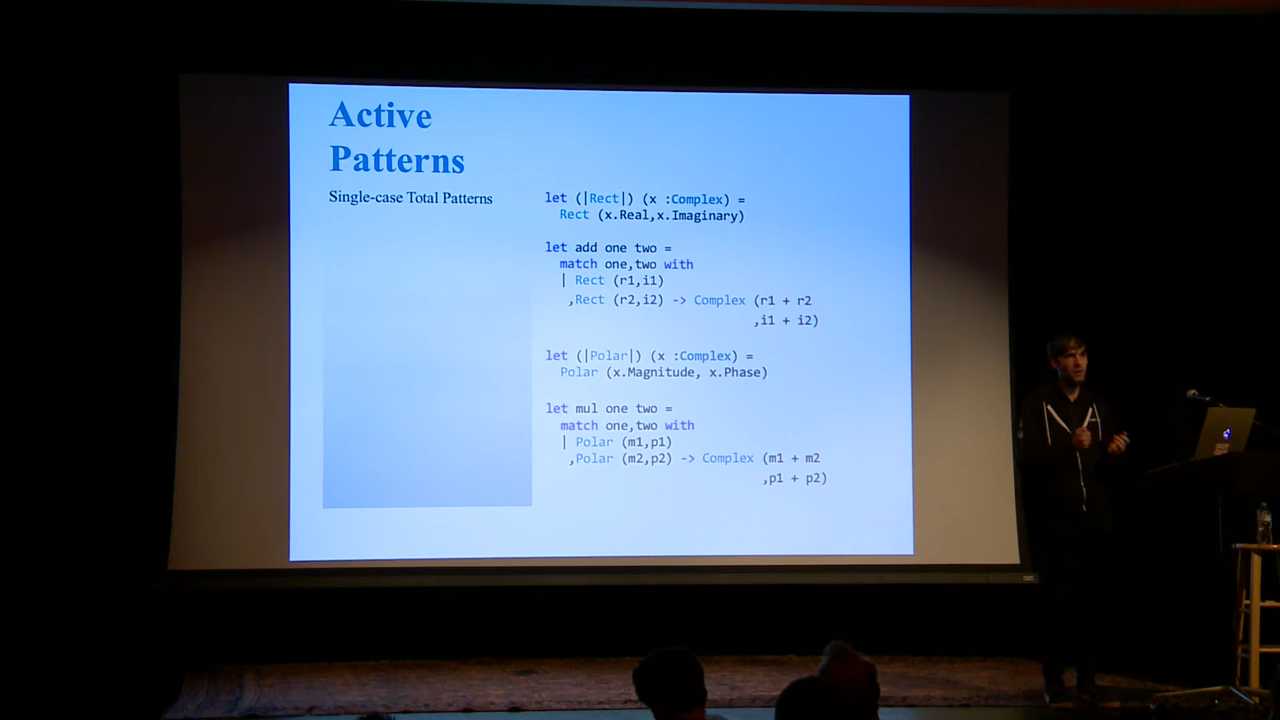 Active
Patterns
Single-case Total Patterns
let (|Rect|) (x :Complex) =
Rect (x.Real,x.Imaginary)
let add one two =
match one,two with
| Rect (r1,i1)
,Rect (r2,i2) -> Complex (r1 + r2
,i1 + i2)
let (|Polar|) (x :Complex) =
Polar (x.Magnitude, x.Phase)
let mul one two =
match one,two with
| Polar (m1,p1)
,Polar (m2,p2) -> Complex (m1 + m2
,p1 + p2)